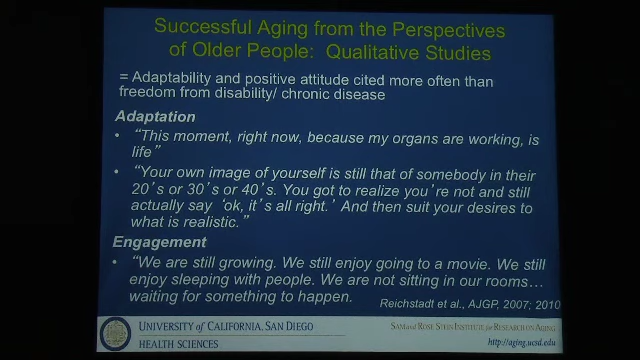 Successful Aging from the Perspectives
of Older People: Qualitative Studies
= Adaptability and positive attitude cited more often than
freedom from disability/ chronic disease
Adaptation
• "This moment, right now, because my organs are working, is
life"
• "Your own image of yourself is still that of somebody in their
20's or 30's or 40's. You got to realize you're not and still
actually say 'ok, it's all right.' And then suit your desires to
what is realistic."
Engagement
• "We are still growing. We still enjoy going to a movie. We still
enjoy sleeping with people. We are not sitting in our rooms…
waiting for something to happen.
Reichstadt et al., AJGP, 2007; 2010
UNIVERSITY of CALIFORNIA, SAN DIEGO
HEALTH SCIENCES
SAM AND ROSE STEIN INSTITUTE for RESEARCH ON AGING
http://aging.ucsd.edu